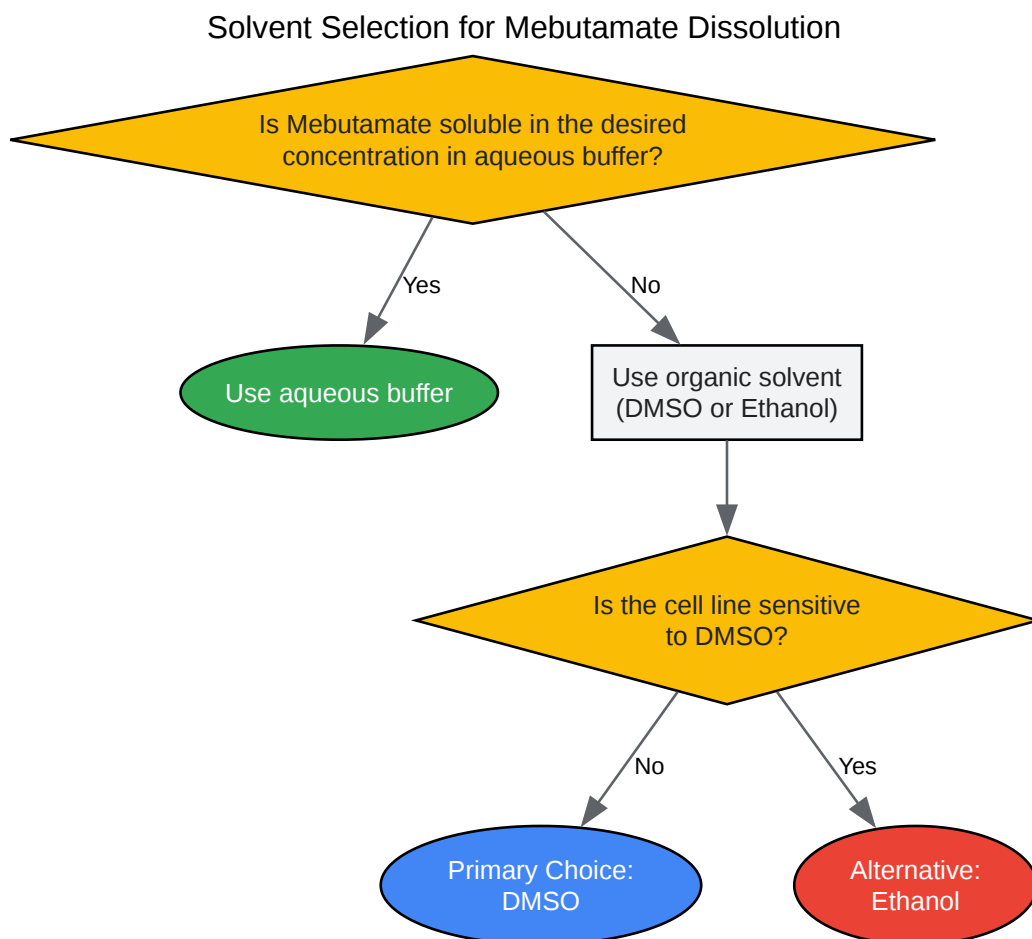 Solvent Selection for Mebutamate Dissolution
Is Mebutamate soluble in the desired
concentration in aqueous buffer?
Yes
No
Use aqueous buffer
Use organic solvent
(DMSO or Ethanol)
Is the cell line sensitive
to DMSO?
No
Yes
Primary Choice:
DMSO
Alternative:
Ethanol